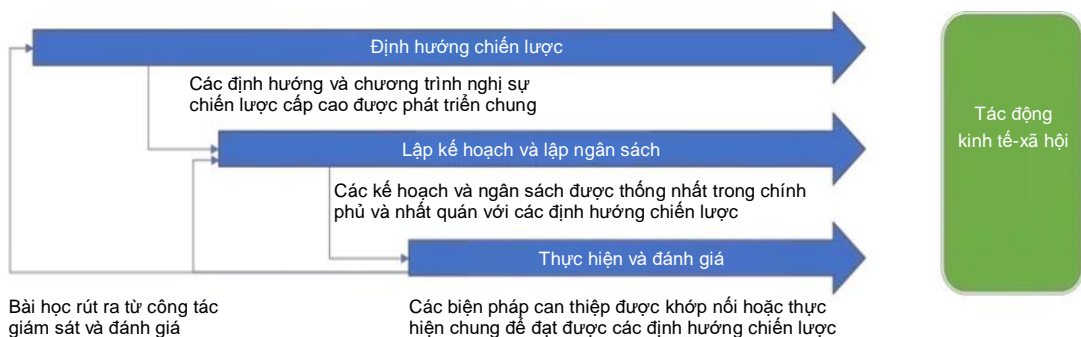 Định hướng chiến lược
Các định hướng và chương trình nghị sự
chiến lược cấp cao được phát triển chung
Tác động
kinh tế-xã hội
Lập kế hoạch và lập ngân sách
Các kế hoạch và ngân sách được thống nhất trong chính
phủ và nhất quán với các định hướng chiến lược
Thực hiện và đánh giá
Bài học rút ra từ công tác
giám sát và đánh giá
Các biện pháp can thiệp được khớp nối hoặc thực
hiện chung để đạt được các định hướng chiến lược